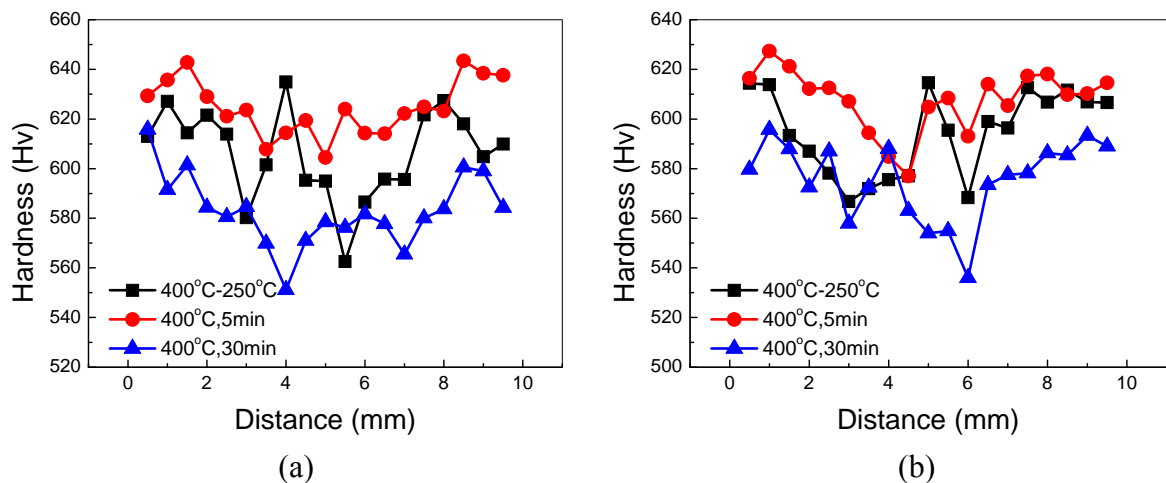 660
640
620
600
580
560
540
520
Hardness (Hv)
400°C-250°C
400°C,5min
400°C,30min
0 2 4 6 8 10
Distance (mm)
(a)
640
620
600
580
560
540
520
500
Hardness (Hv)
400°C-250°C
400°C,5min
400°C,30min
0 2 4 6 8 10
Distance (mm)
(b)